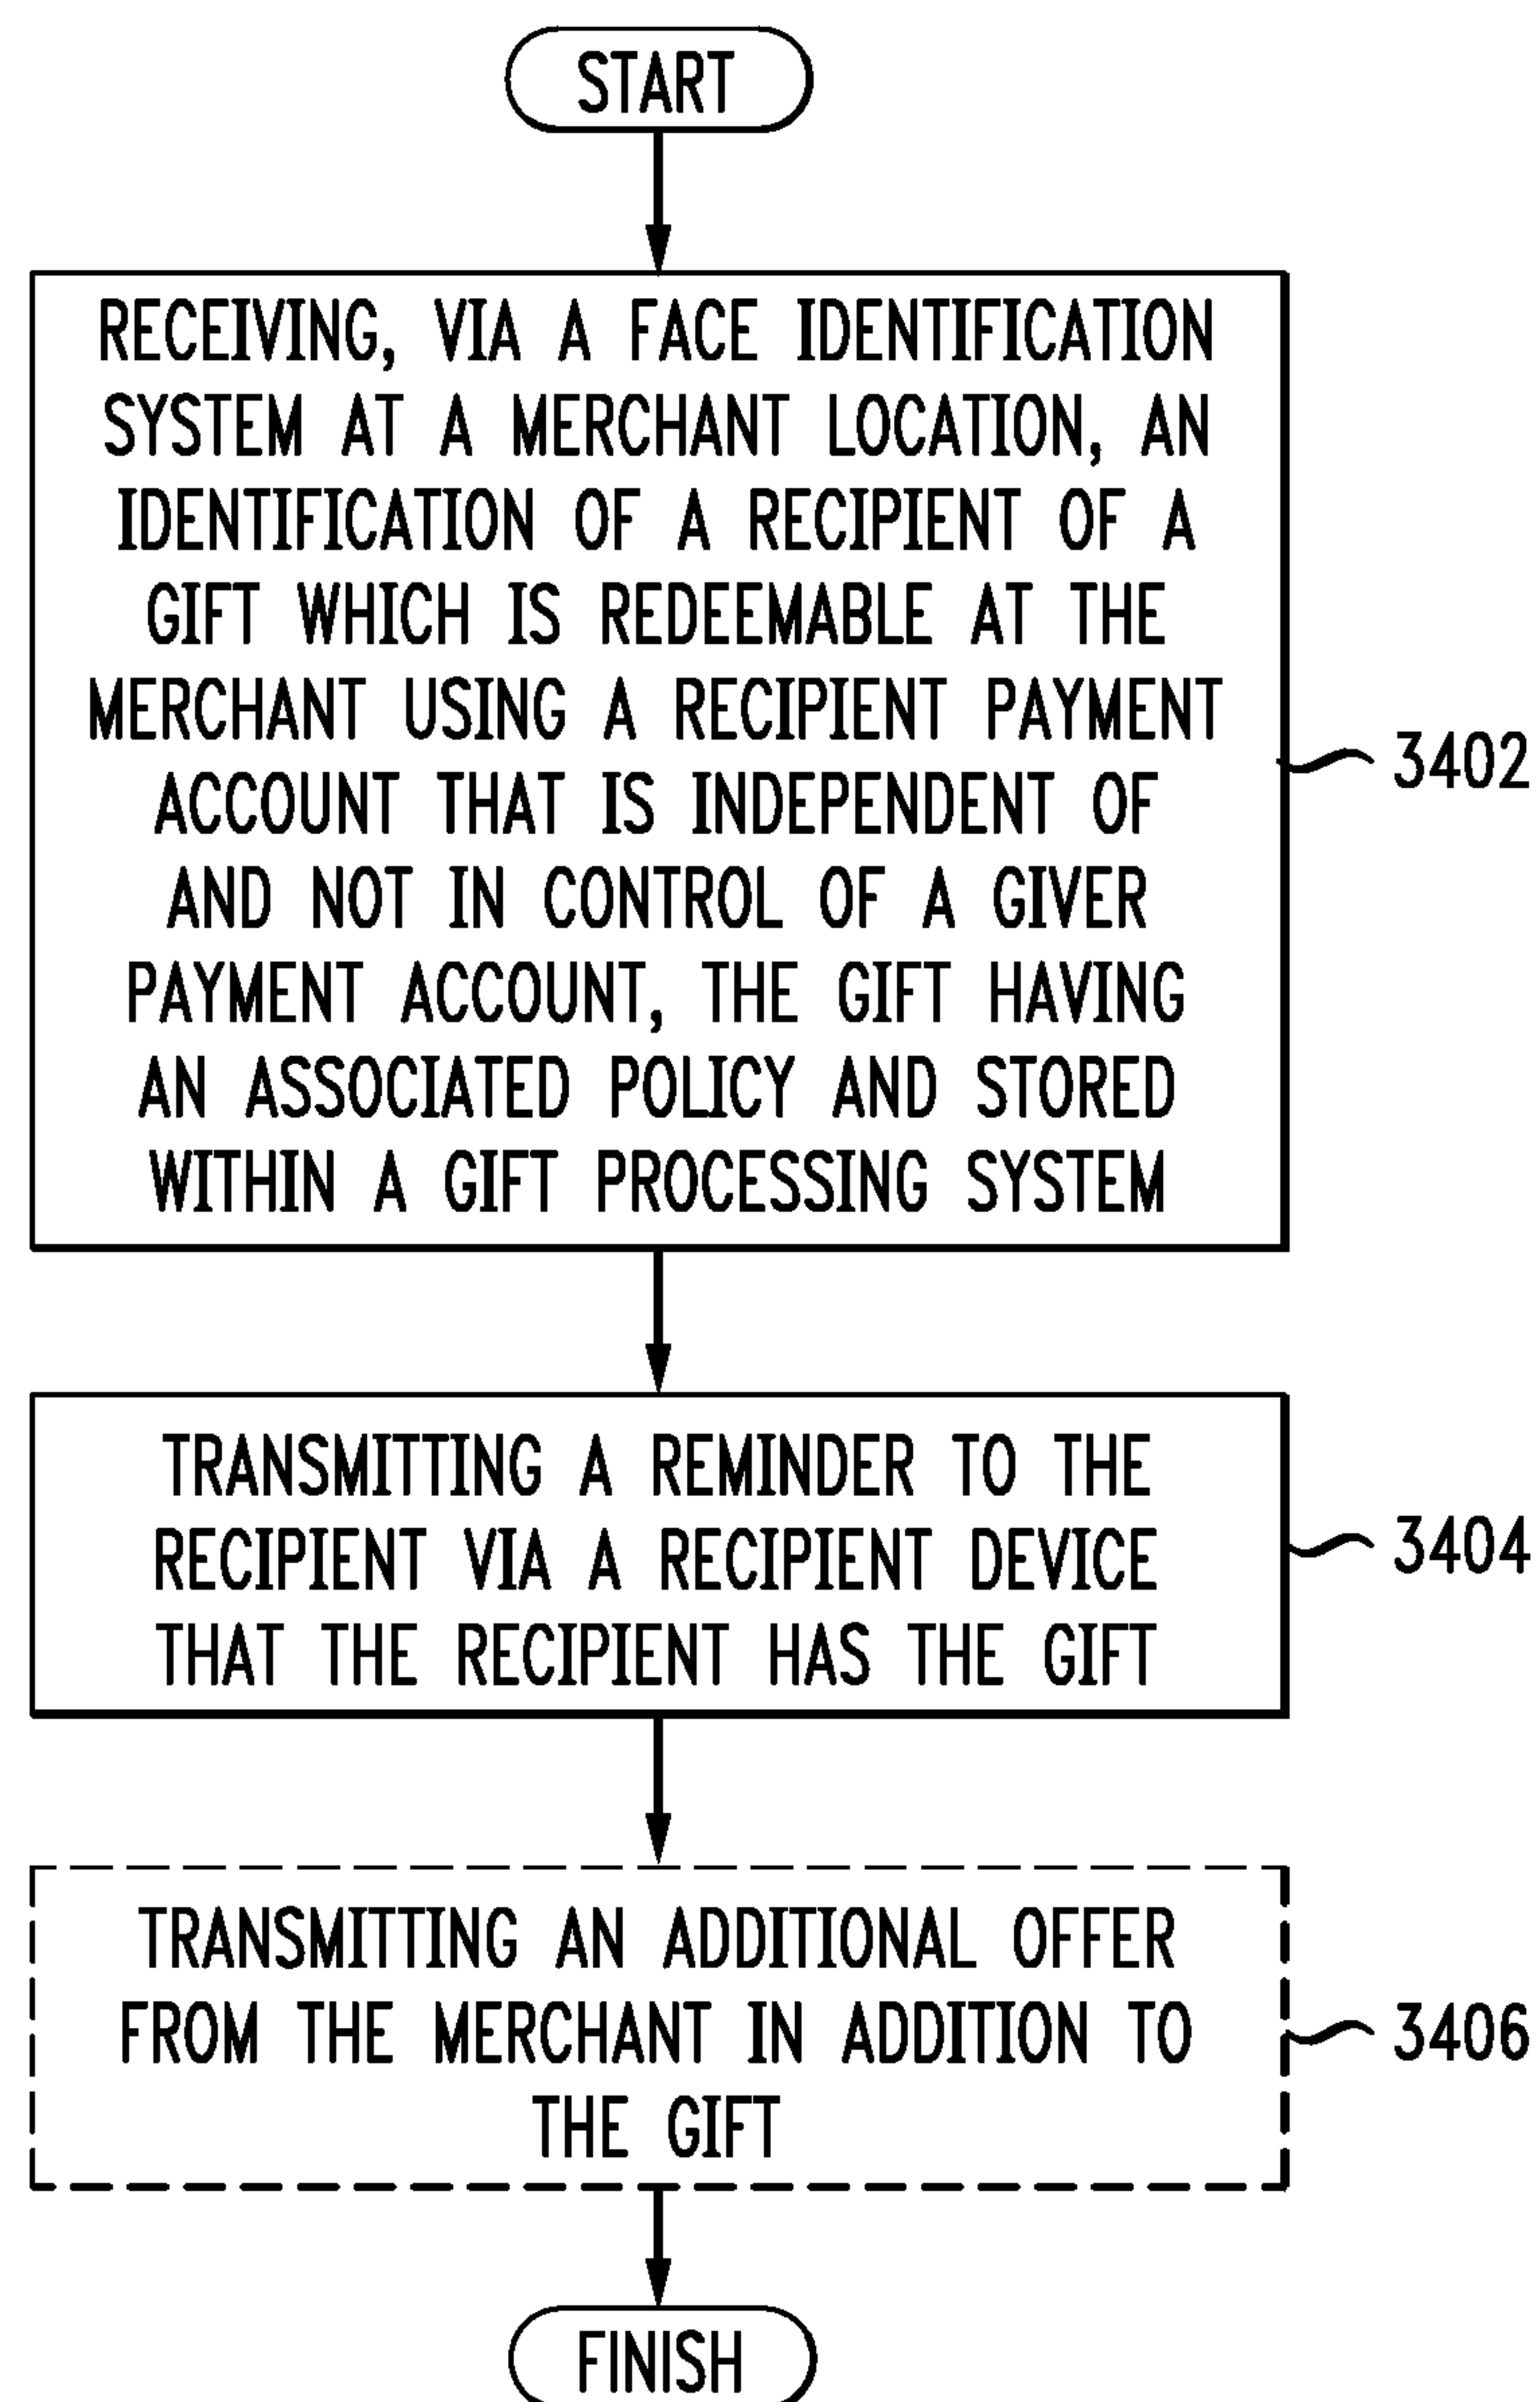 START
RECEIVING, VIA A FACE IDENTIFICATION
SYSTEM AT A MERCHANT LOCATION, AN
IDENTIFICATION OF A RECIPIENT OF A
GIFT WHICH IS REDEEMABLE AT THE
MERCHANT USING A RECIPIENT PAYMENT
ACCOUNT THAT IS INDEPENDENT OF
AND NOT IN CONTROL OF A GIVER
PAYMENT ACCOUNT, THE GIFT HAVING
AN ASSOCIATED POLICY AND STORED
WITHIN A GIFT PROCESSING SYSTEM
3402
TRANSMITTING A REMINDER TO THE
RECIPIENT VIA A RECIPIENT DEVICE
THAT THE RECIPIENT HAS THE GIFT
3404
TRANSMITTING AN ADDITIONAL OFFER
FROM THE MERCHANT IN ADDITION TO
THE GIFT
3406
FINISH